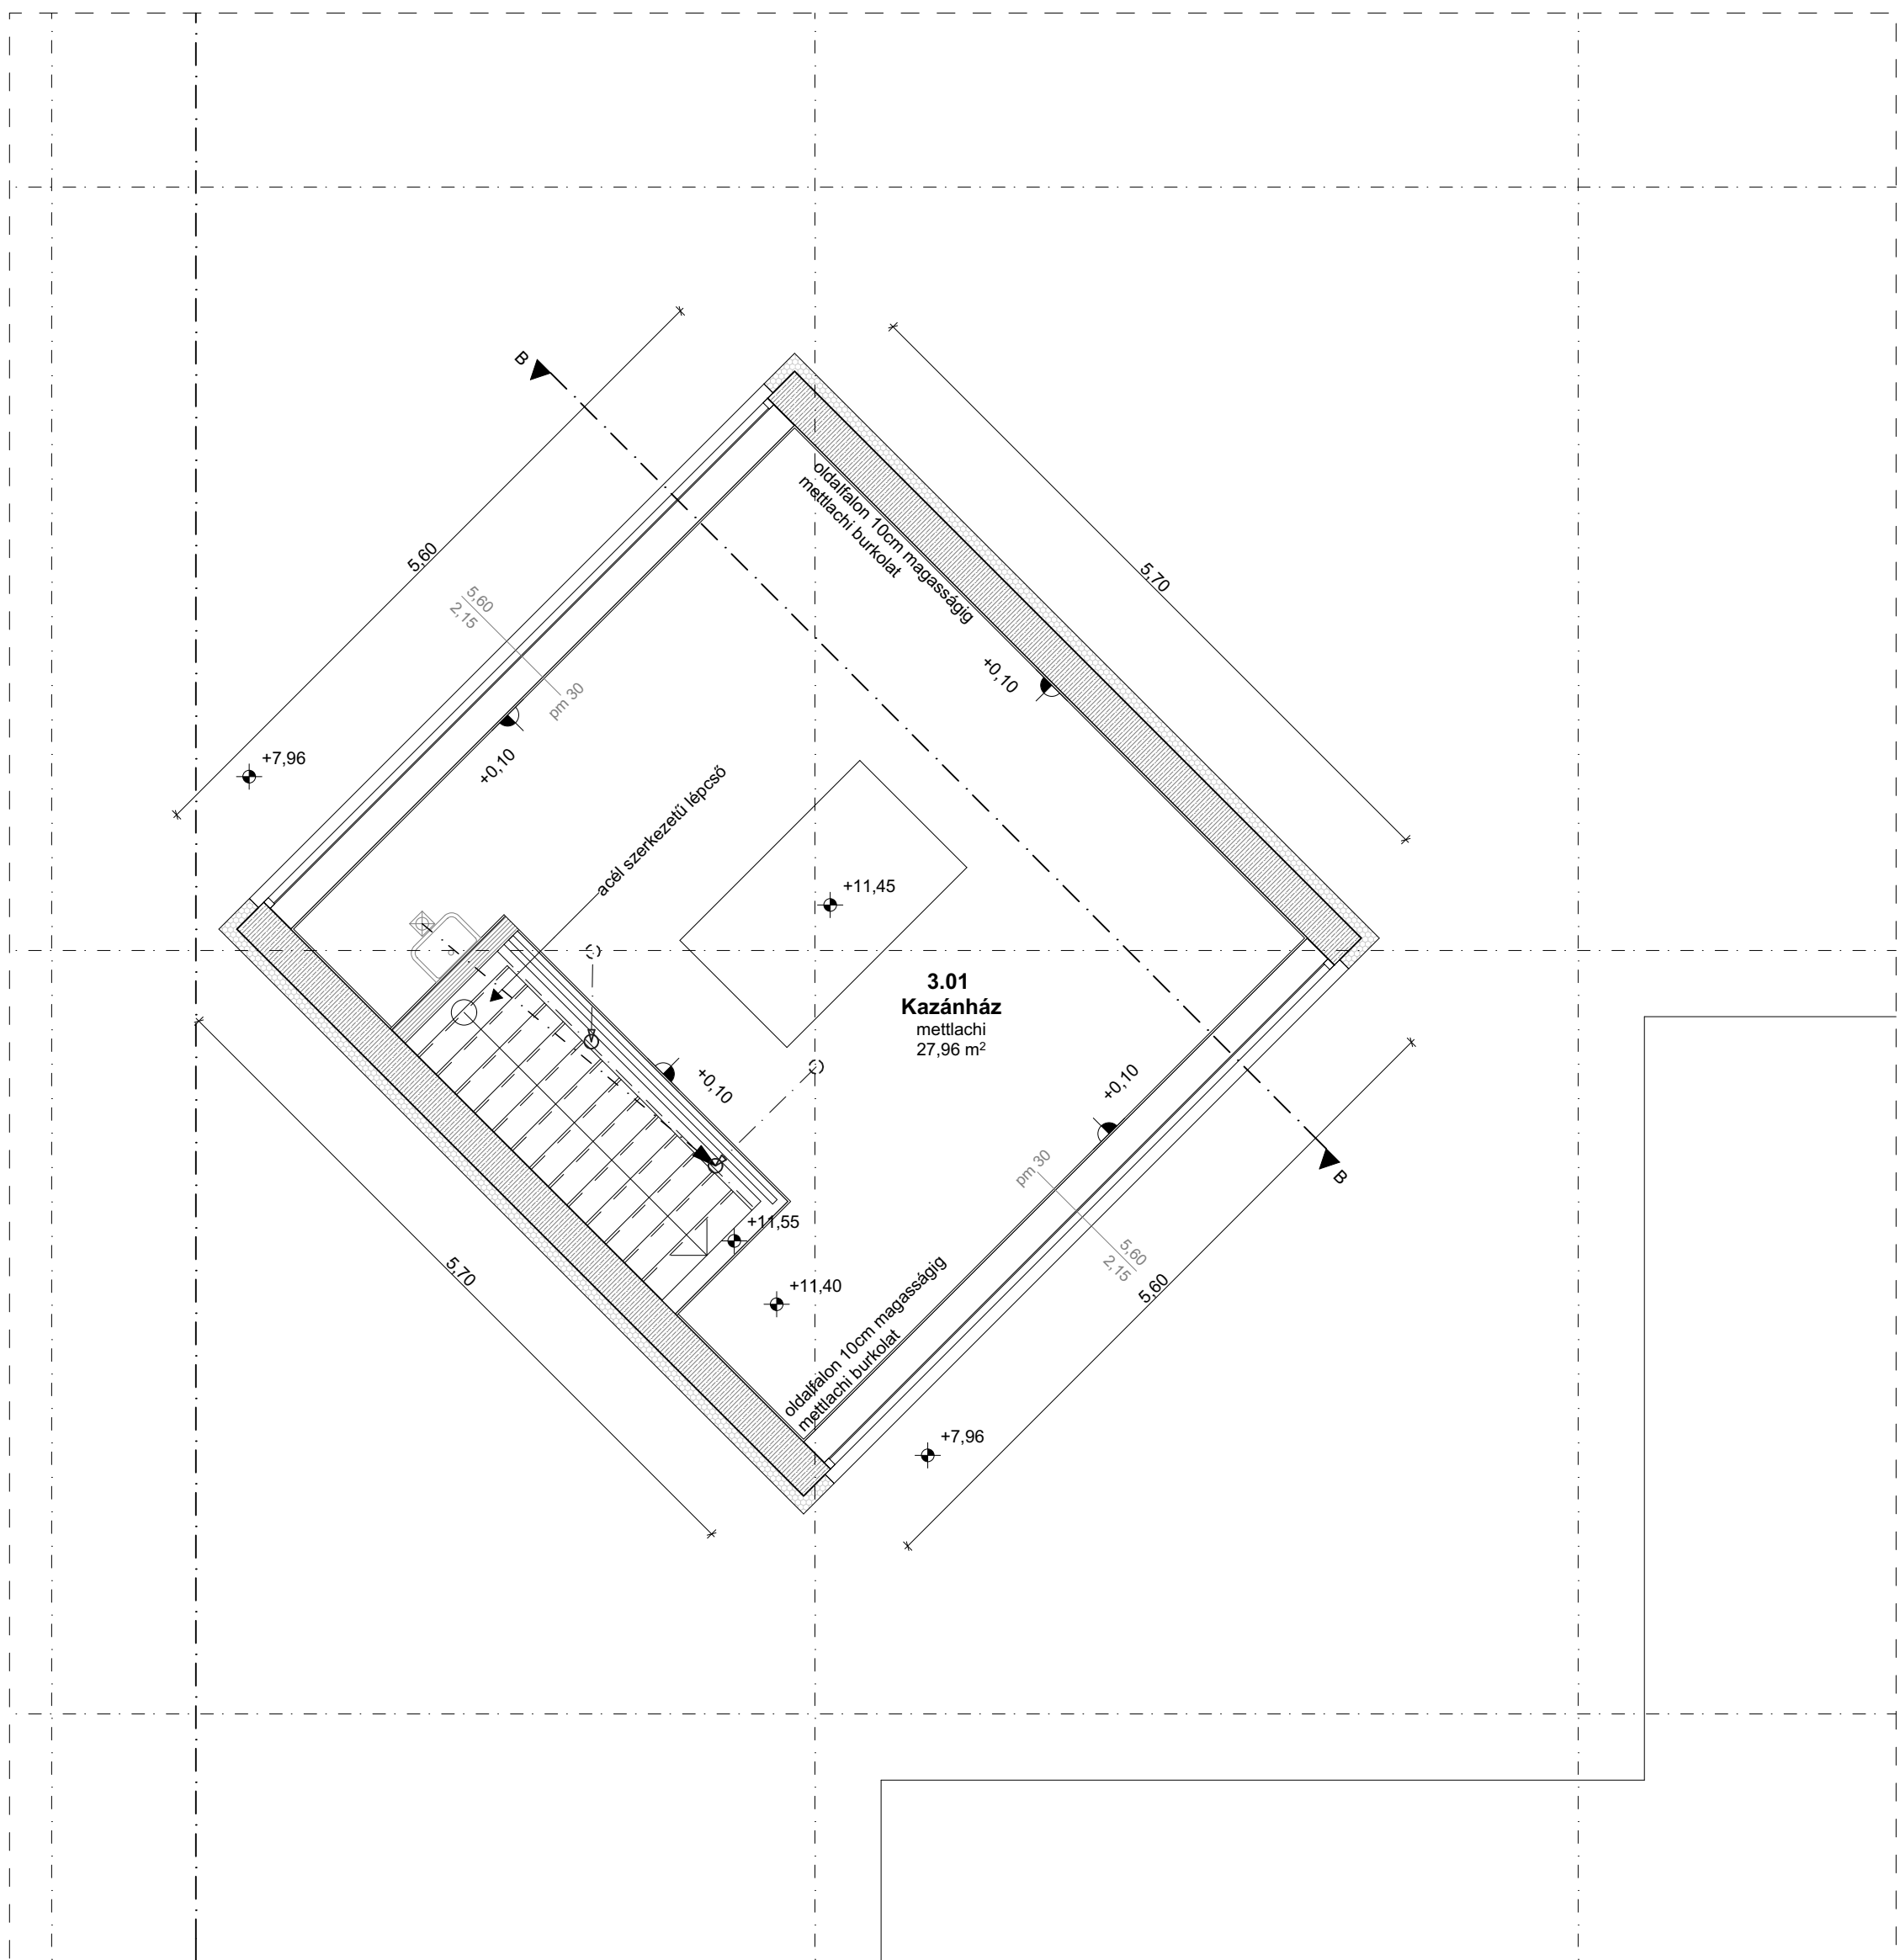 B
5,60
5,70
oldalfalon 10cm magasságig
mettlachi burkolat
5,60
2,15
pm 30
+0,10
+0,10
+7,96
acél szerkezetű lépcső
+11,45
3.01
Kazánház
mettlachi
27,96 m²
+0,10
+0,10
pm 30
B
+11,55
5,60
2,15
5,70
+11,40
5,60
oldalfalon 10cm magasságig
mettlachi burkolat
+7,96